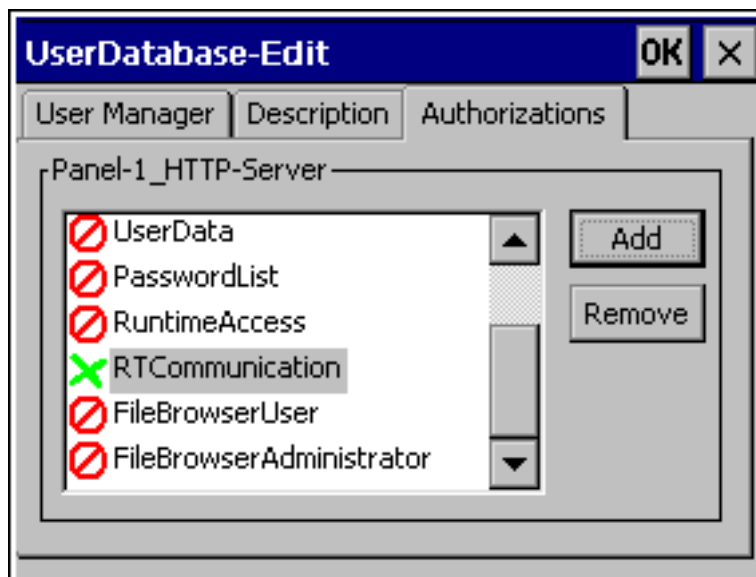 UserDatabase-Edit OK ×
User Manager Description Authorizations
Panel-1_HTTP-Server
UserData
PasswordList
RuntimeAccess
RTCommunication
FileBrowserUser
FileBrowserAdministrator
Add
Remove